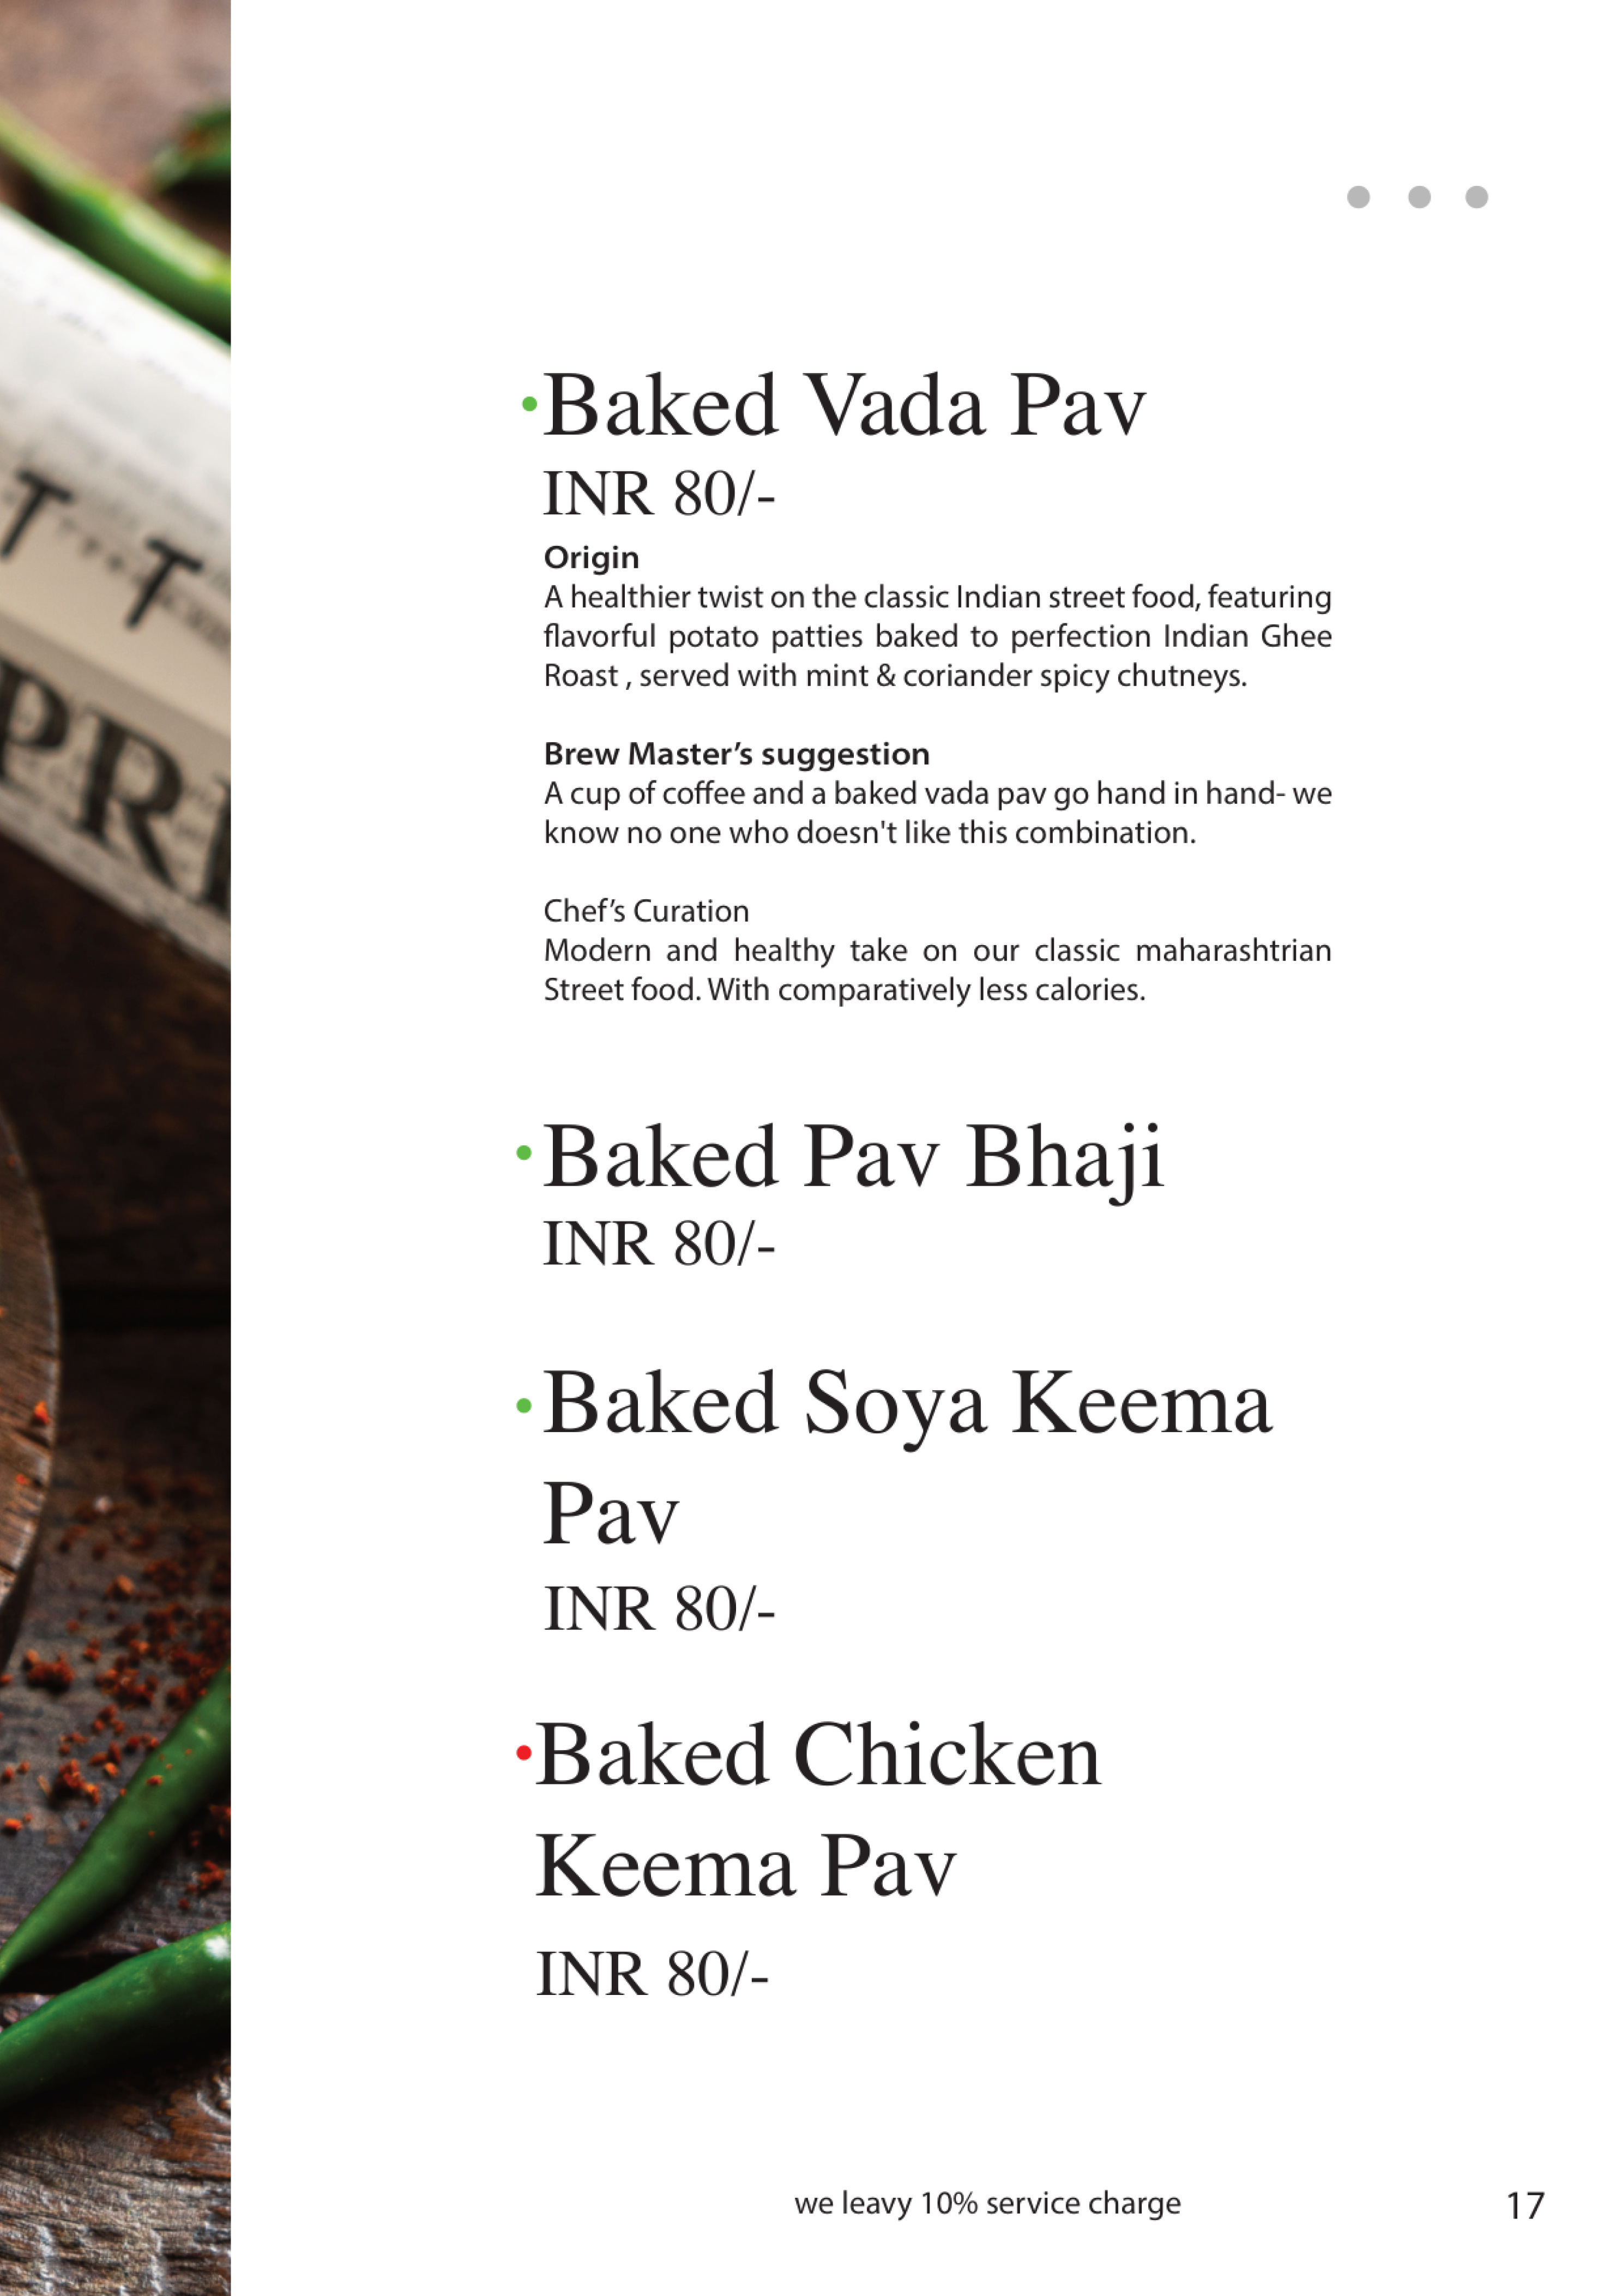 Baked Vada Pav
INR 80/-
Origin
A healthier twist on the classic Indian street food, featuring
flavorful potato patties baked to perfection Indian Ghee
Roast , served with mint & coriander spicy chutneys.
Brew Master’s suggestion
A cup of coffee and a baked vada pav go hand in hand- we
know no one who doesn't like this combination.
Chef’s Curation
Modern and healthy take on our classic maharashtrian
Street food. With comparatively less calories.
Baked Pav Bhaji
INR 80/-
Baked Soya Keema
Pav
INR 80/-
Baked Chicken
Keema Pav
INR 80/-
we leavy 10% service charge
17
T T
PR